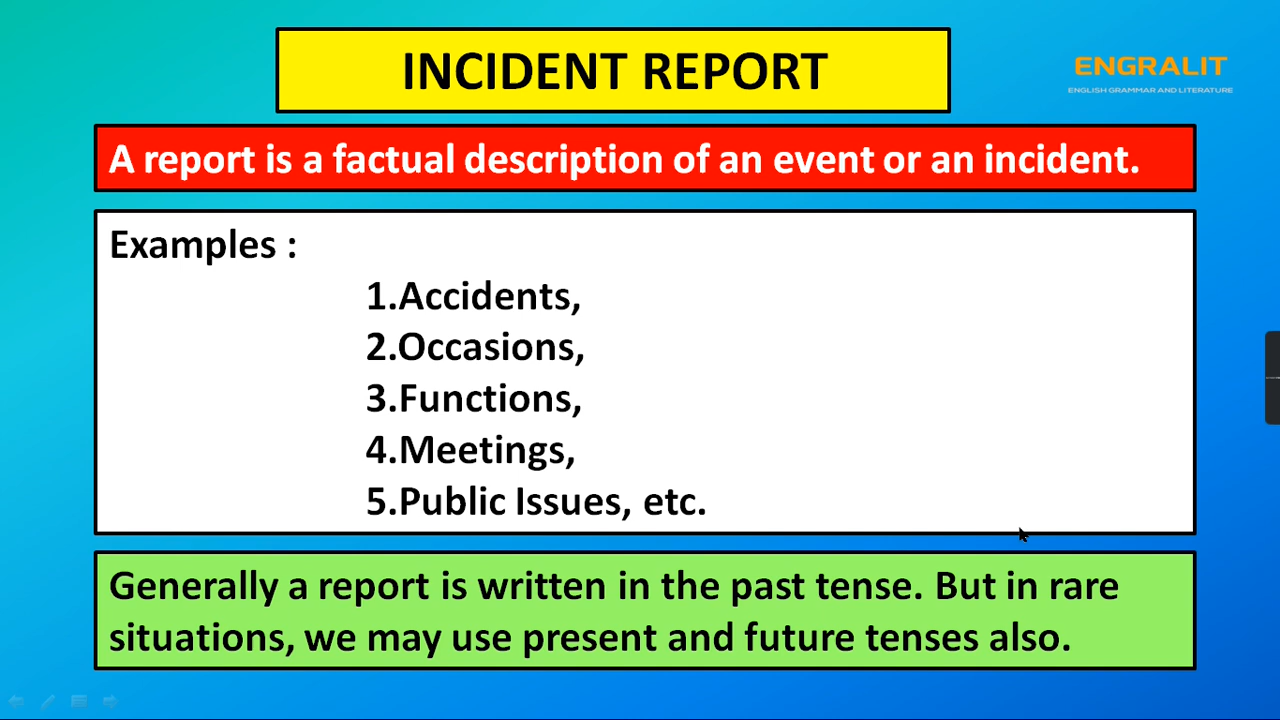 INCIDENT REPORT
ENGRALIT
ENGLISH GRAMMAR AND LITERATURE
A report is a factual description of an event or an incident.
Examples :
1.Accidents,
2.Occasions,
3.Functions,
4.Meetings,
5.Public Issues, etc.
Generally a report is written in the past tense. But in rare
situations, we may use present and future tenses also.